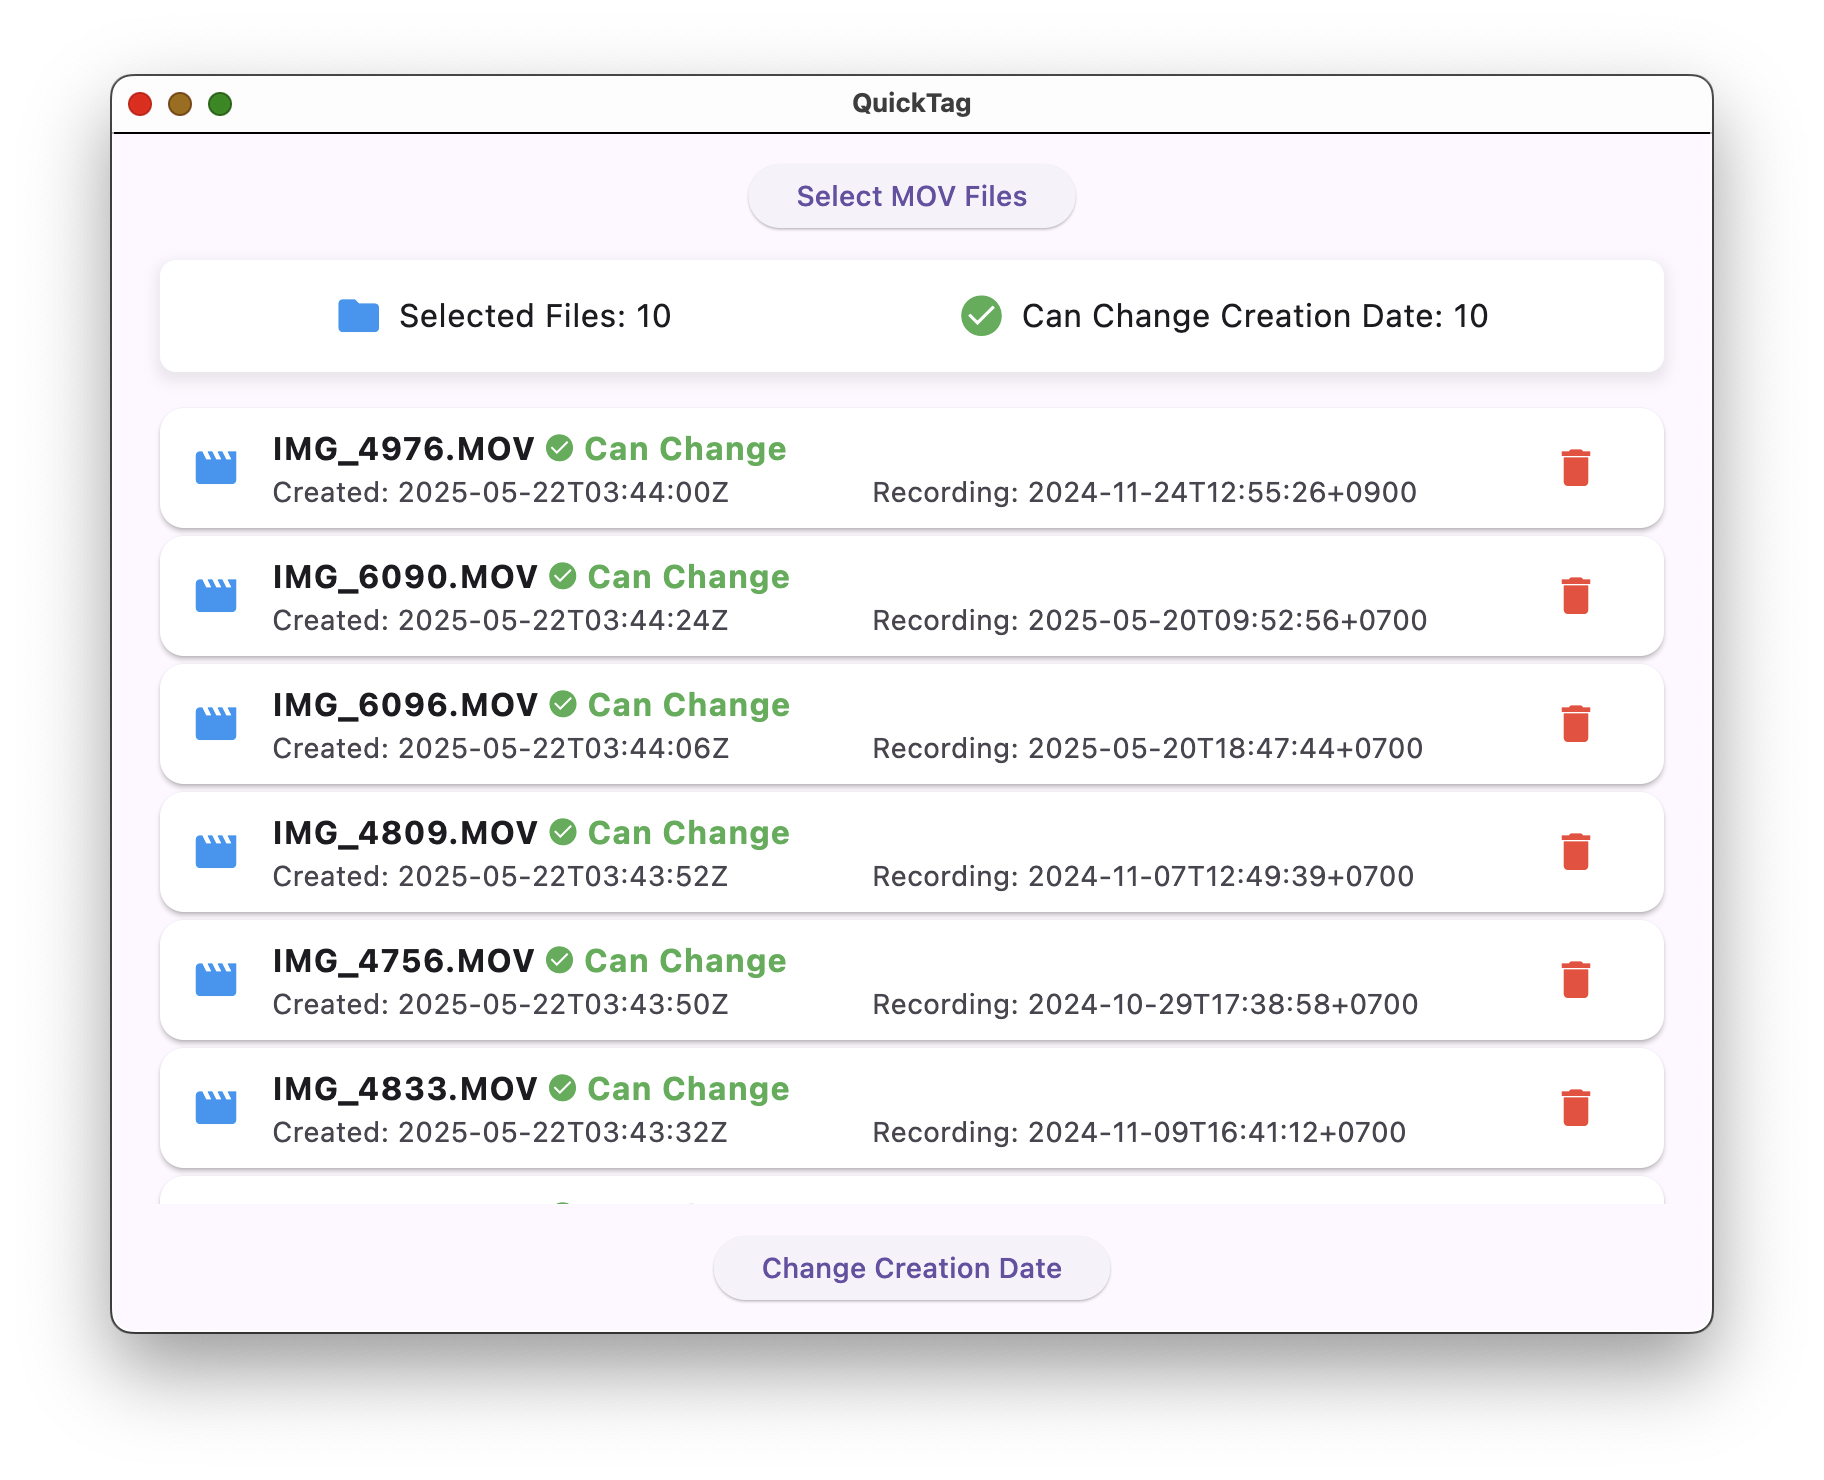 QuickTag
Select MOV Files
Selected Files: 10
Can Change Creation Date: 10
IMG_4976.MOV Can Change
Created: 2025-05-22T03:44:00Z
Recording: 2024-11-24T12:55:26+0900
IMG_6090.MOV Can Change
Created: 2025-05-22T03:44:24Z
Recording: 2025-05-20T09:52:56+0700
IMG_6096.MOV Can Change
Created: 2025-05-22T03:44:06Z
Recording: 2025-05-20T18:47:44+0700
IMG_4809.MOV Can Change
Created: 2025-05-22T03:43:52Z
Recording: 2024-11-07T12:49:39+0700
IMG_4756.MOV Can Change
Created: 2025-05-22T03:43:50Z
Recording: 2024-10-29T17:38:58+0700
IMG_4833.MOV Can Change
Created: 2025-05-22T03:43:32Z
Recording: 2024-11-09T16:41:12+0700
Change Creation Date